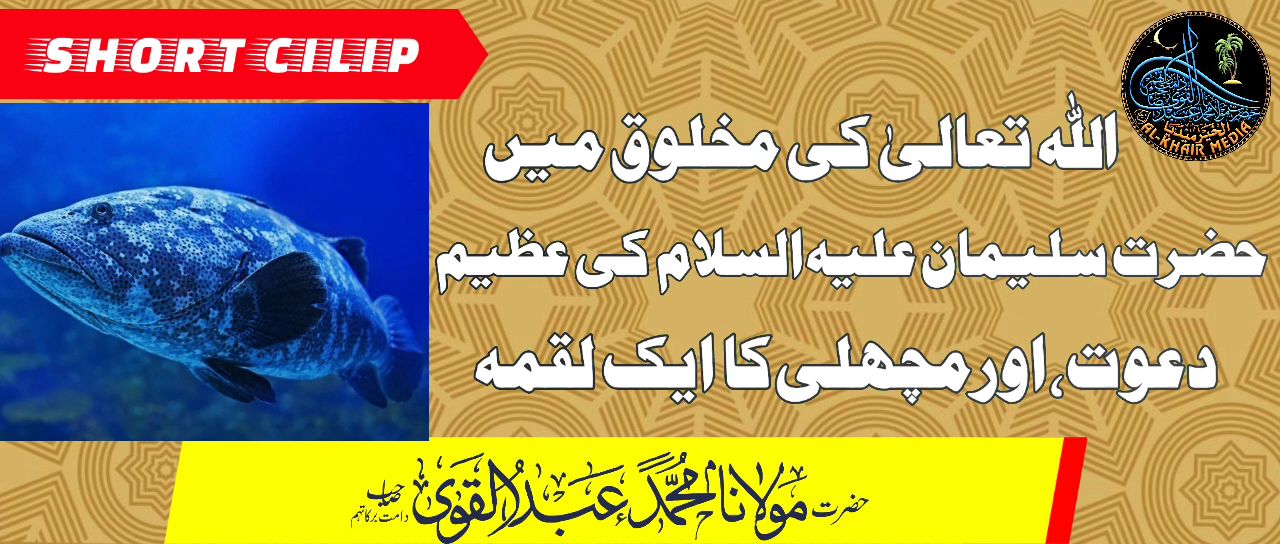 SHORT CILIP
اللہ تعالیٰ کی مخلوق میں
حضرت سلیمان علیہ السلام کی عظیم
دعوت، اور مچھلی کا ایک لقمہ
حضرت مولانا محمد عبدالقوی صاحب دامت برکاتہم
AL-KHAIR MEDIA